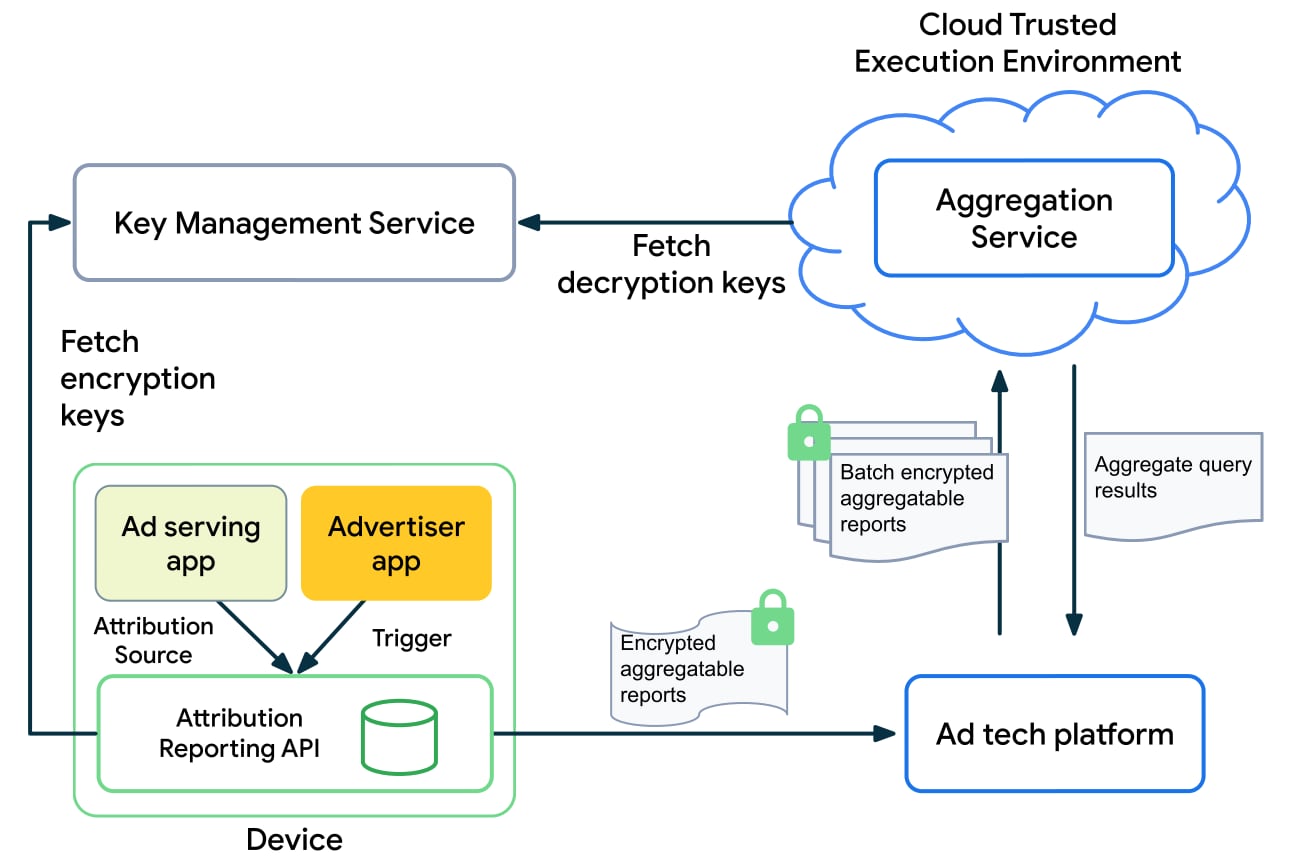 Cloud Trusted
Execution Environment
Key Management Service
Aggregation
Service
Fetch
decryption keys
Fetch
encryption
keys
Batch encrypted
aggregatable
reports
Aggregate query
results
Ad serving
app
Advertiser
app
Attribution
Source
Trigger
Encrypted
aggregatable
reports
Attribution
Reporting API
Ad tech platform
Device